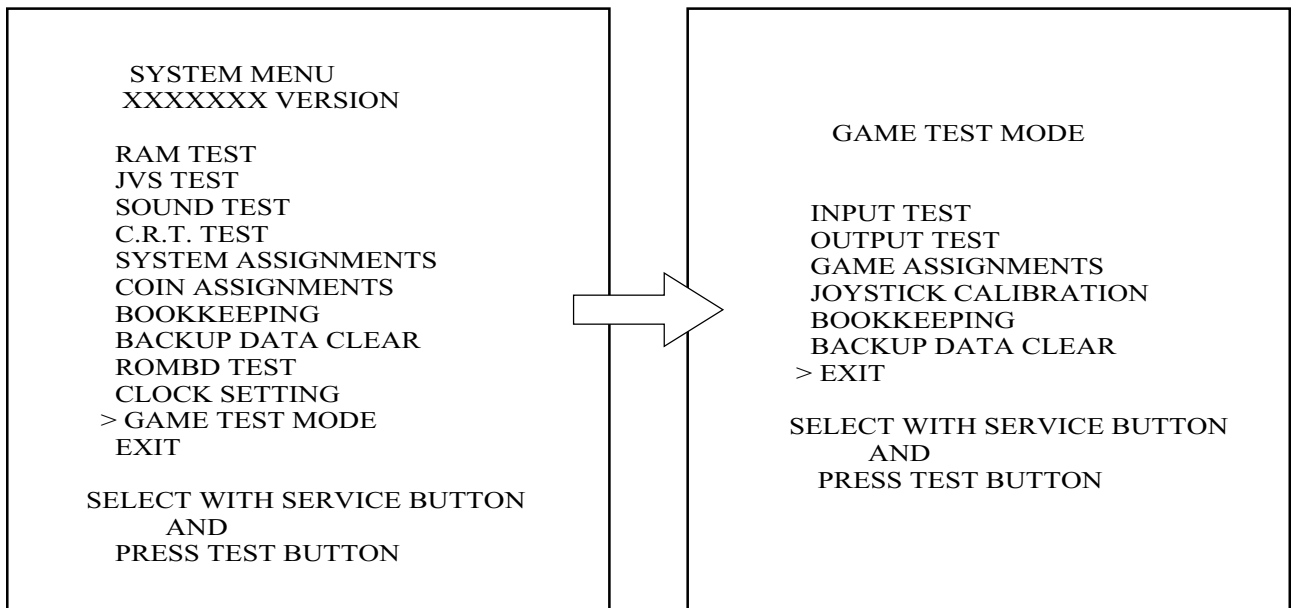 SYSTEM MENU
XXXXXXX VERSION
RAM TEST
JVS TEST
SOUND TEST
C.R.T. TEST
SYSTEM ASSIGNMENTS
COIN ASSIGNMENTS
BOOKKEEPING
BACKUP DATA CLEAR
ROMBD TEST
CLOCK SETTING
> GAME TEST MODE
EXIT
SELECT WITH SERVICE BUTTON
AND
PRESS TEST BUTTON
GAME TEST MODE
INPUT TEST
OUTPUT TEST
GAME ASSIGNMENTS
JOYSTICK CALIBRATION
BOOKKEEPING
BACKUP DATA CLEAR
> EXIT
SELECT WITH SERVICE BUTTON
AND
PRESS TEST BUTTON